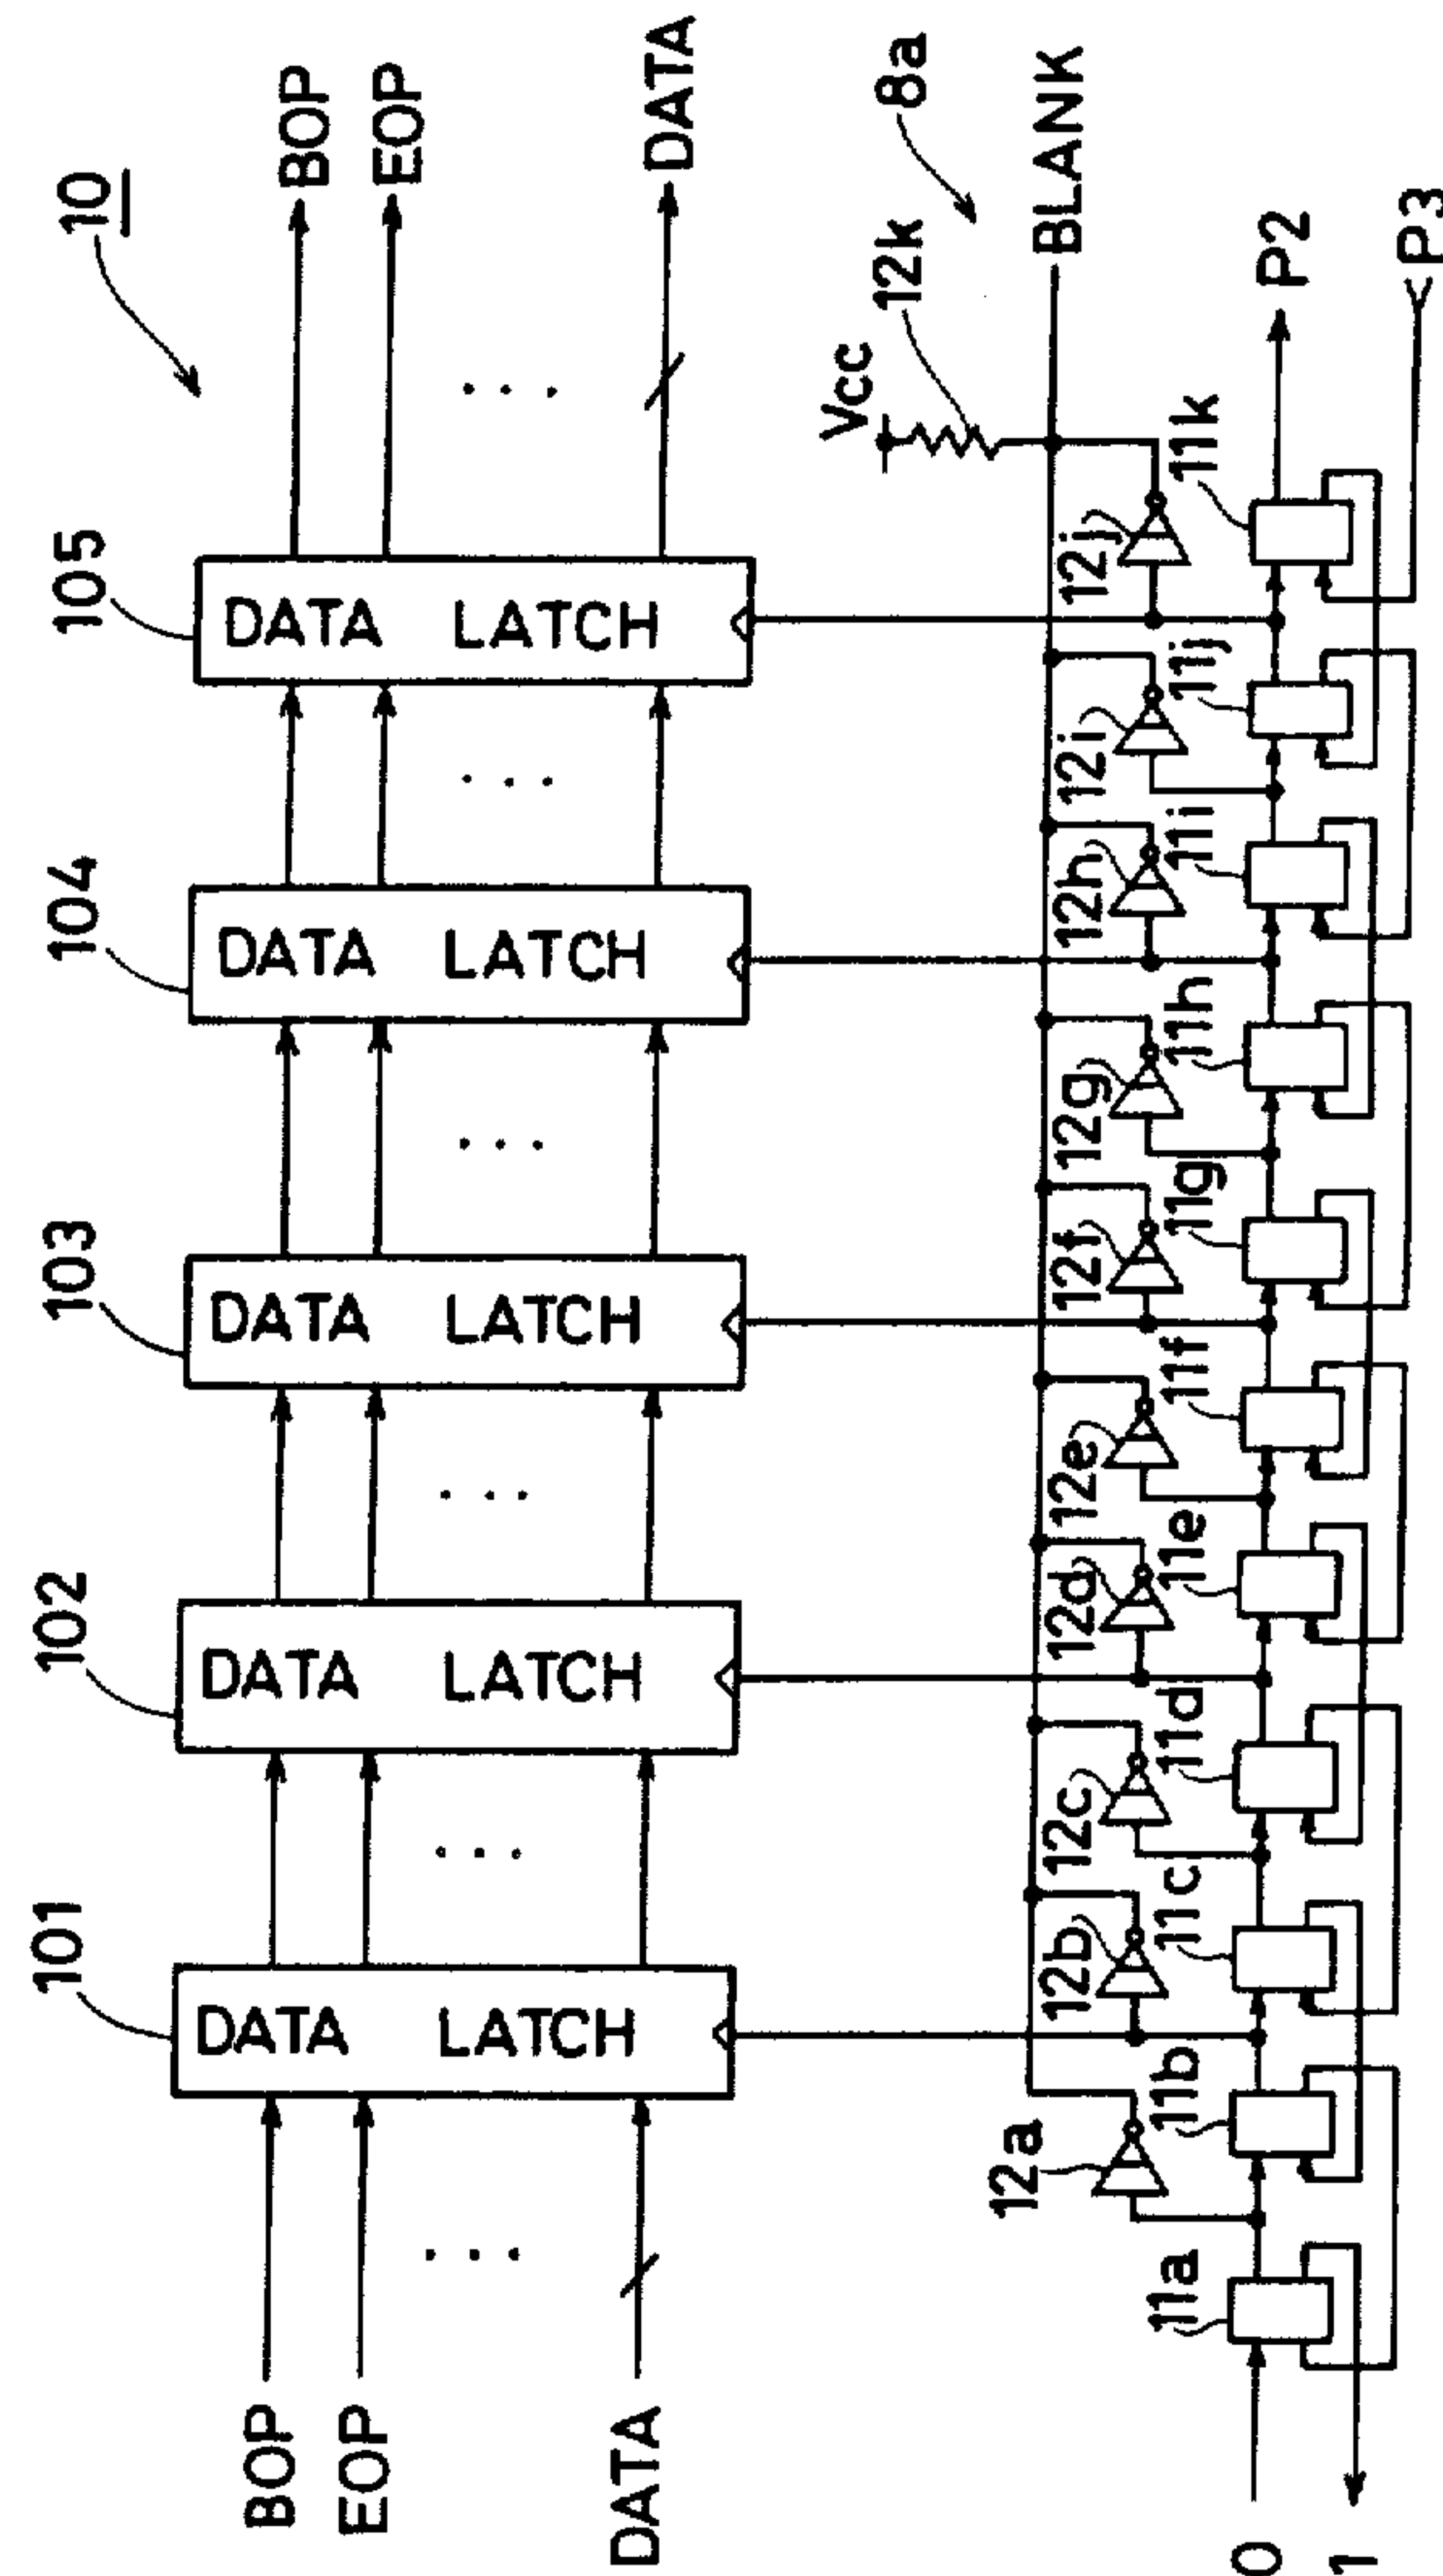 10
101
102
103
104
105
BOP
EOP
DATA
DATA LATCH
DATA LATCH
DATA LATCH
DATA LATCH
DATA LATCH
BOP
EOP
DATA
Vcc
12k
8a
BLANK
12a
12b
12c
12d
12e
12f
12g
12h
12i
12j
11a
11b
11c
11d
11e
11f
11g
11h
11i
11j
11k
0
1
P2
P3